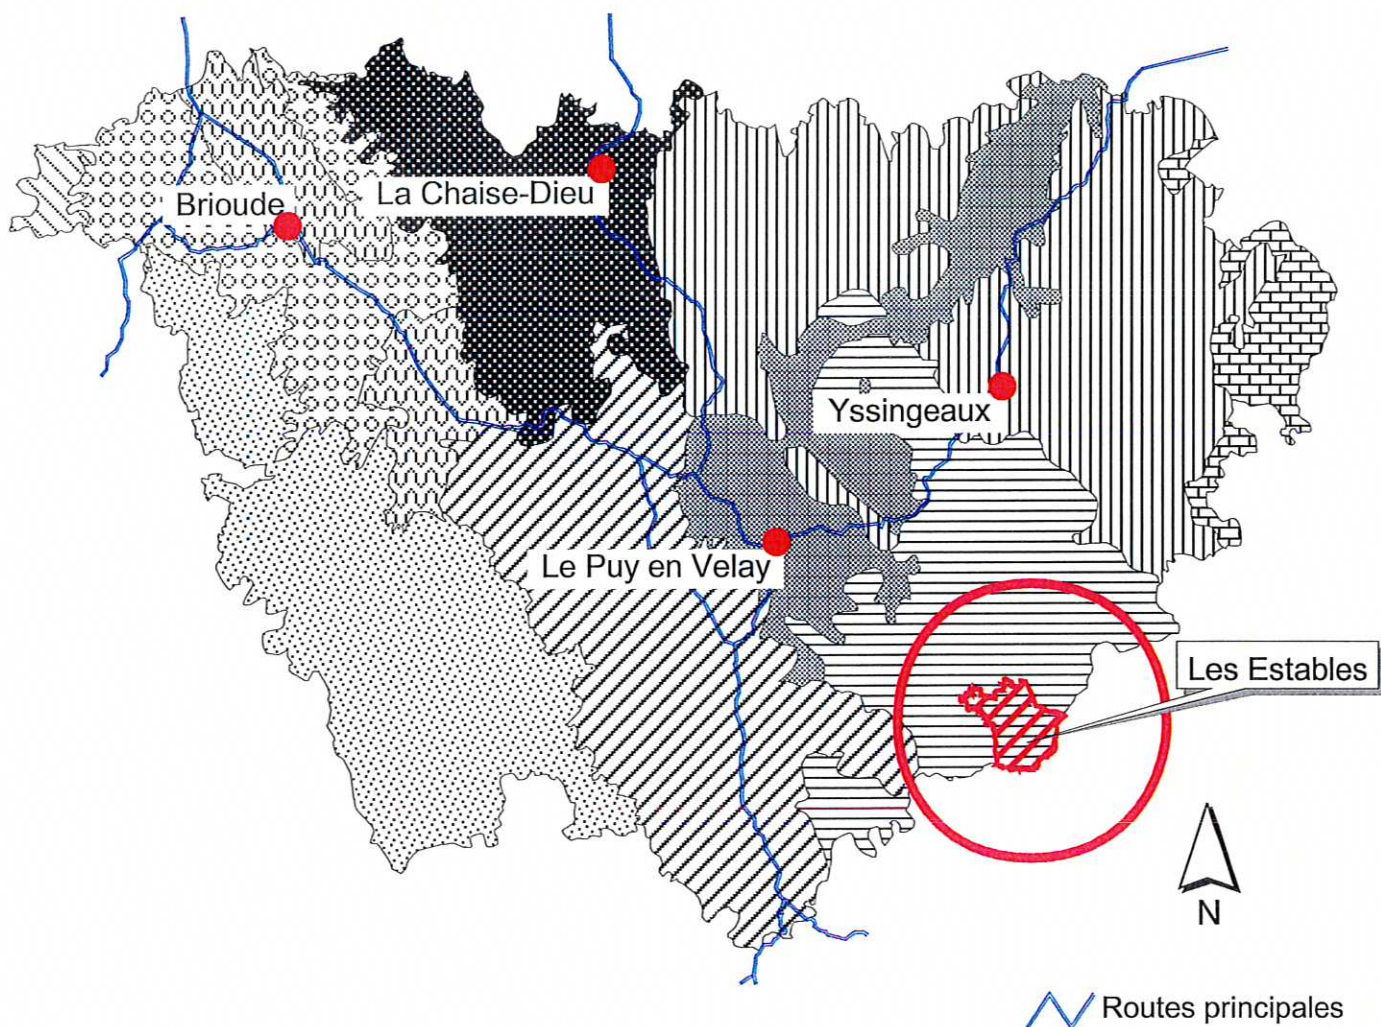 La Chaise-Dieu
Brioude
Yssingeaux
Le Puy en Velay
Les Estables
N
Routes principales